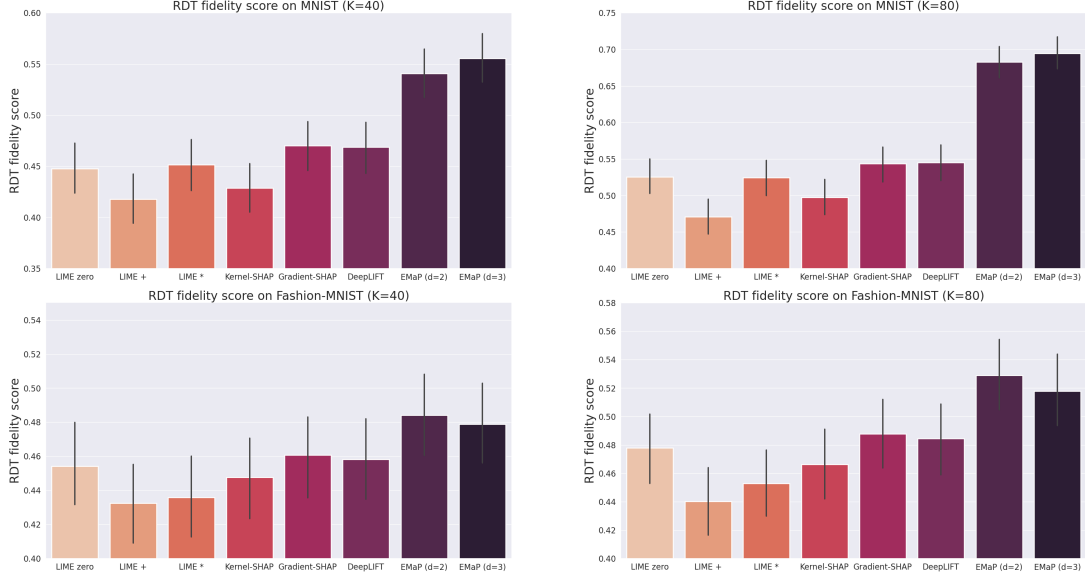 RDT fidelity score on MNIST (K=40)
RDT fidelity score
0.60
0.55
0.50
0.45
0.40
0.35
LIME zero LIME + LIME * Kernel-SHAP Gradient-SHAP DeepLIFT EMaP (d=2) EMaP (d=3)
RDT fidelity score on MNIST (K=80)
RDT fidelity score
0.75
0.70
0.65
0.60
0.55
0.50
0.45
0.40
LIME zero LIME + LIME * Kernel-SHAP Gradient-SHAP DeepLIFT EMaP (d=2) EMaP (d=3)
RDT fidelity score on Fashion-MNIST (K=40)
RDT fidelity score
0.54
0.52
0.50
0.48
0.46
0.44
0.42
0.40
LIME zero LIME + LIME * Kernel-SHAP Gradient-SHAP DeepLIFT EMaP (d=2) EMaP (d=3)
RDT fidelity score on Fashion-MNIST (K=80)
RDT fidelity score
0.58
0.56
0.54
0.52
0.50
0.48
0.46
0.44
0.42
0.40
LIME zero LIME + LIME * Kernel-SHAP Gradient-SHAP DeepLIFT EMaP (d=2) EMaP (d=3)